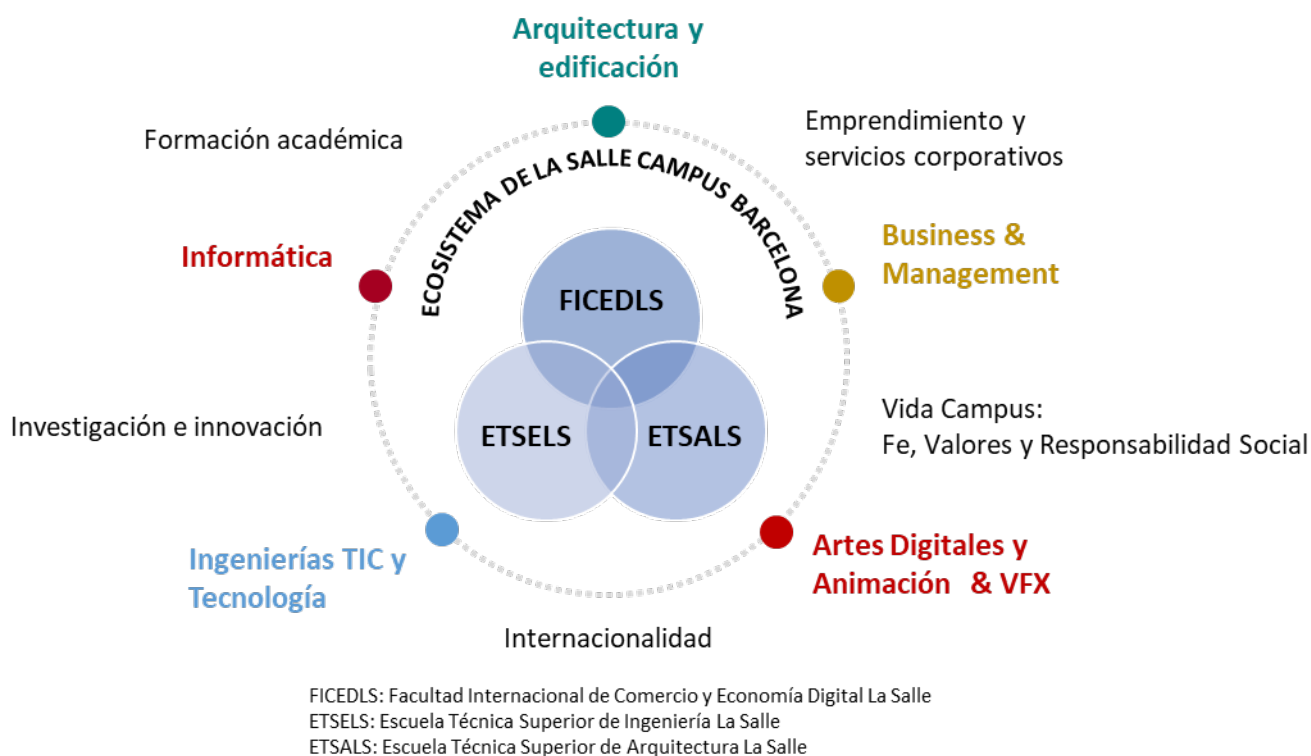 Arquitectura y
edificación
Formación académica
Emprendimiento y
servicios corporativos
ECOSISTEMA DE LA SALLE CAMPUS BARCELONA
Informática
Business &
Management
FICEDLS
ETSELS
ETSALS
Investigación e innovación
Vida Campus:
Fe, Valores y Responsabilidad Social
Ingenierías TIC y
Tecnología
Artes Digitales y
Animación & VFX
Internacionalidad
FICEDLS: Facultad Internacional de Comercio y Economía Digital La Salle
ETSELS: Escuela Técnica Superior de Ingeniería La Salle
ETSALS: Escuela Técnica Superior de Arquitectura La Salle